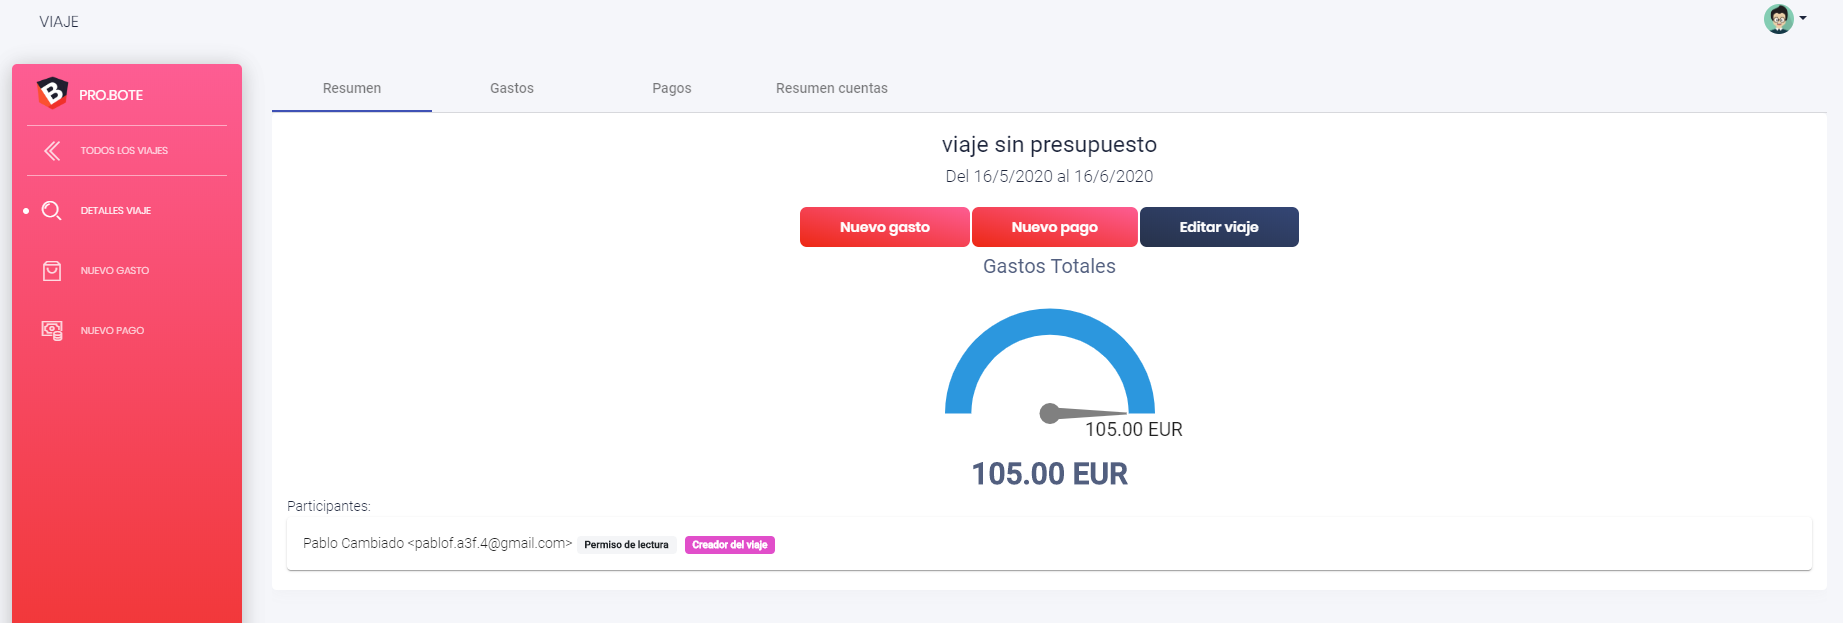 VIAJE
PRO.BOTE
TODOS LOS VIAJES
DETALLES VIAJE
NUEVO GASTO
NUEVO PAGO
Resumen Gastos Pagos Resumen cuentas
viaje sin presupuesto
Del 16/5/2020 al 16/6/2020
Nuevo gasto Nuevo pago Editar viaje
Gastos Totales
105.00 EUR
105.00 EUR
Participantes:
Pablo Cambiado <pablof.a3f.4@gmail.com> Permiso de lectura Creador del viaje